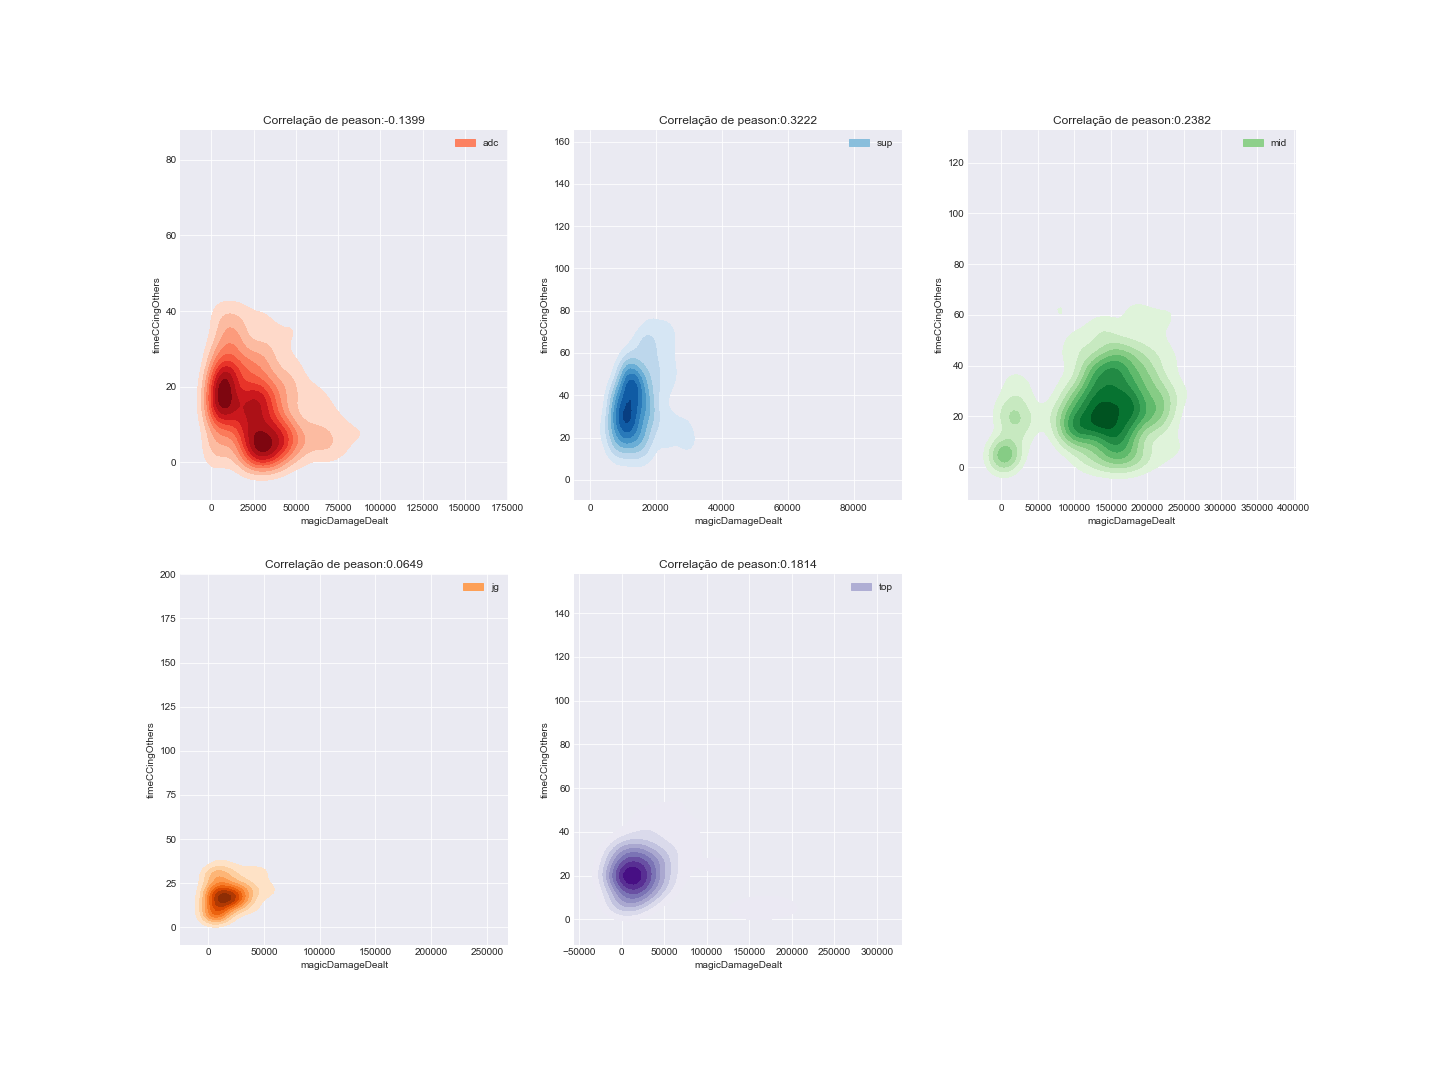 Correlação de peason:-0.1399
adc
80
60
40
20
0
timeCCingOthers
0 25000 50000 75000 100000 125000 150000 175000
magicDamageDealt
Correlação de peason:0.3222
sup
160
140
120
100
80
60
40
20
0
timeCCingOthers
0 20000 40000 60000 80000
magicDamageDealt
Correlação de peason:0.2382
mid
120
100
80
60
40
20
0
timeCCingOthers
0 50000 100000 150000 200000 250000 300000 350000 400000
magicDamageDealt
Correlação de peason:0.0649
jg
200
175
150
125
100
75
50
25
0
timeCCingOthers
0 50000 100000 150000 200000 250000
magicDamageDealt
Correlação de peason:0.1814
top
140
120
100
80
60
40
20
0
timeCCingOthers
−50000 0 50000 100000 150000 200000 250000 300000
magicDamageDealt